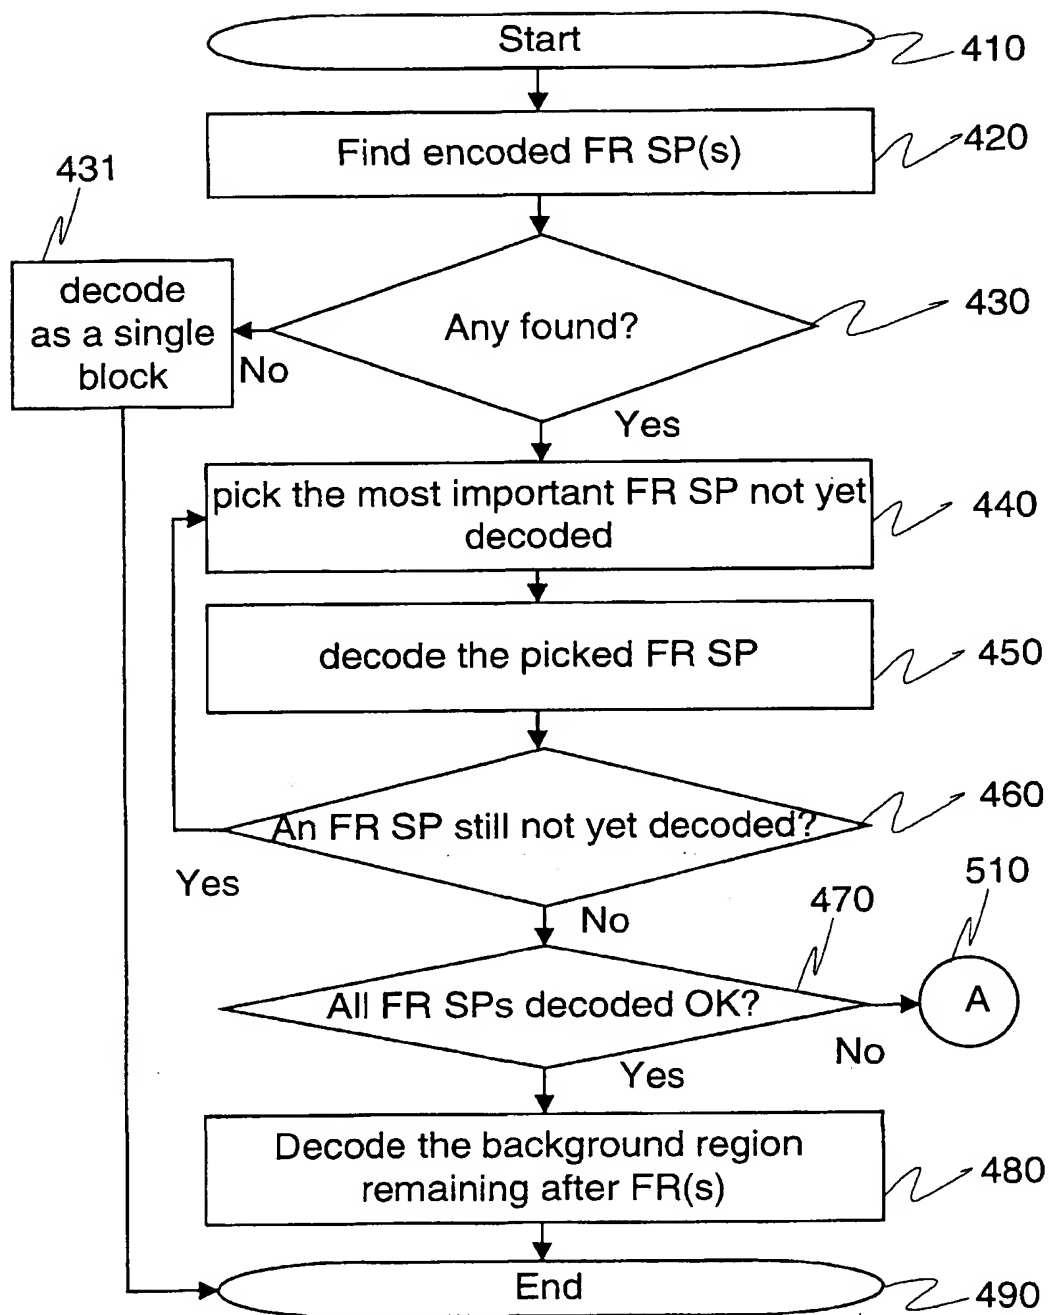 Start
410
Find encoded FR SP(s)
420
431
decode
as a single
block
Any found?
430
No
Yes
pick the most important FR SP not yet
decoded
440
decode the picked FR SP
450
An FR SP still not yet decoded?
460
Yes
No
470
510
All FR SPs decoded OK?
A
No
Yes
Decode the background region
remaining after FR(s)
480
End
490